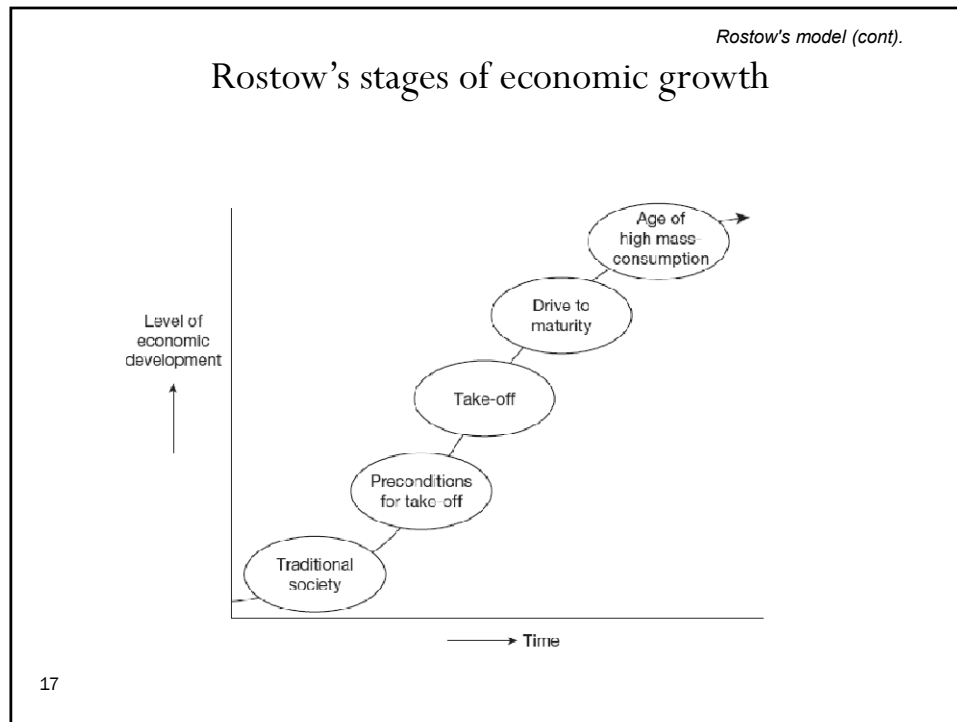 Rostow's model (cont).
Rostow’s stages of economic growth
Age of
high mass-
consumption
Drive to
maturity
Level of
economic
development
Take-off
Preconditions
for take-off
Traditional
society
Time
17